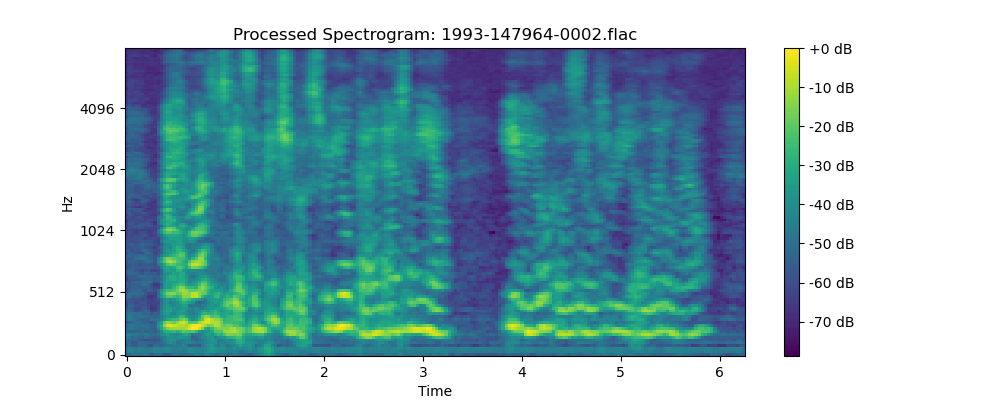 Processed Spectrogram: 1993-147964-0002.flac
Hz
4096
2048
1024
512
0
0 1 2 3 4 5 6
Time
+0 dB
-10 dB
-20 dB
-30 dB
-40 dB
-50 dB
-60 dB
-70 dB